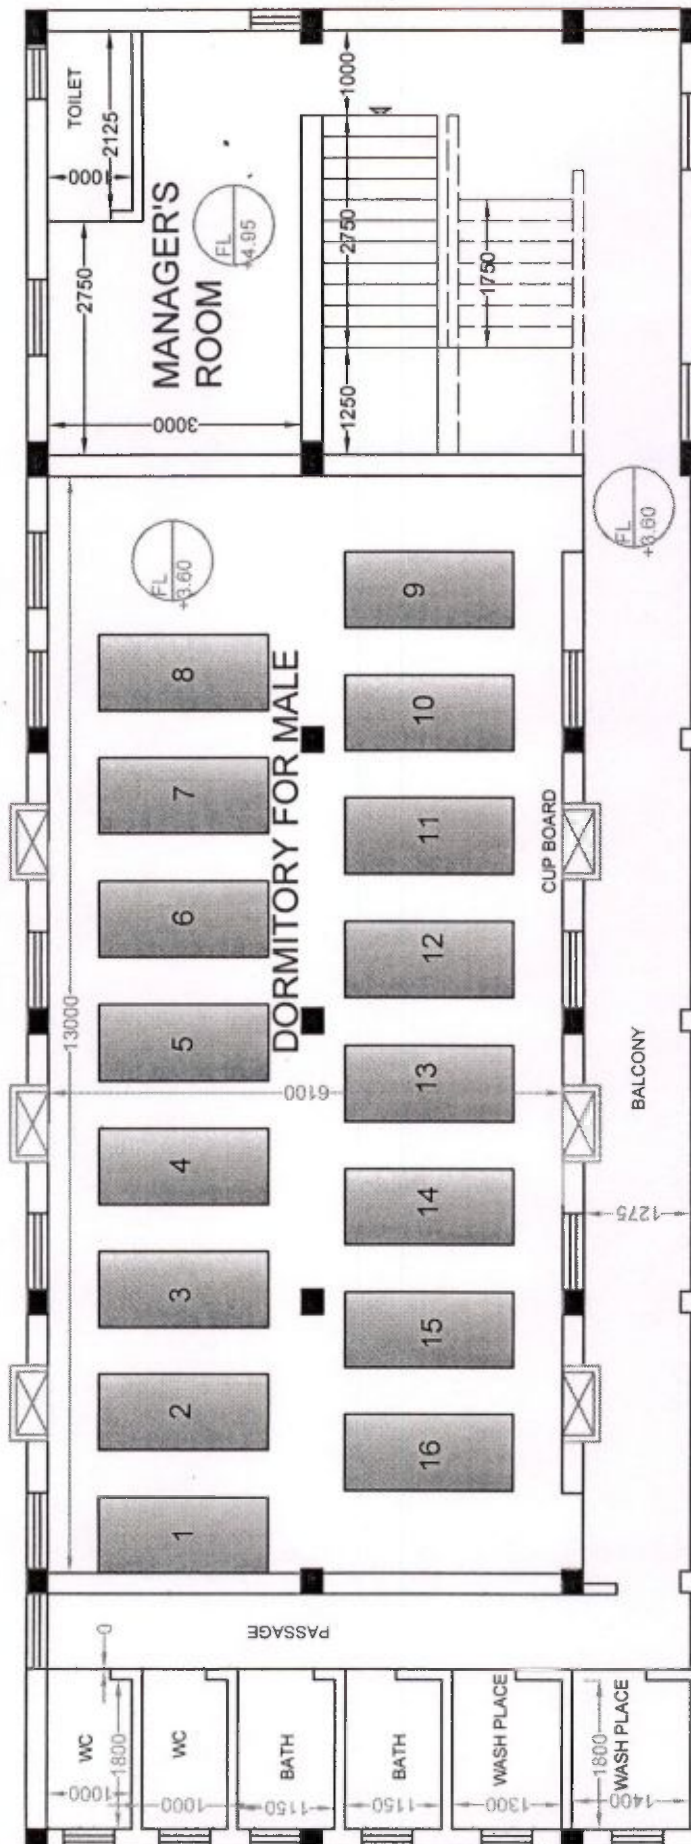 TOILET
000
2125
1000
2750
MANAGER'S
ROOM
FL
+4.95
3000
2750
1750
1250
FL
+3.60
FL
+3.60
13000
DORMITORY FOR MALE
6100
1
2
3
4
5
6
7
8
9
10
11
12
13
14
15
16
CUP BOARD
BALCONY
1275
PASSAGE
0
WC
1800
1000
WC
1000
BATH
1150
BATH
1150
WASH PLACE
1300
WASH PLACE
1800
1400